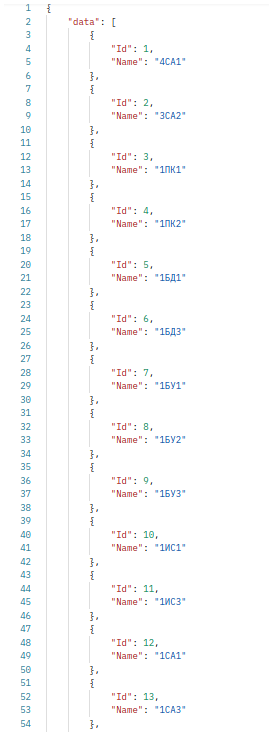 1 {
2 "data": [
3 {
4 "Id": 1,
5 "Name": "4СА1"
6 },
7 {
8 "Id": 2,
9 "Name": "3СА2"
10 },
11 {
12 "Id": 3,
13 "Name": "1ПК1"
14 },
15 {
16 "Id": 4,
17 "Name": "1ПК2"
18 },
19 {
20 "Id": 5,
21 "Name": "1БД1"
22 },
23 {
24 "Id": 6,
25 "Name": "1БД3"
26 },
27 {
28 "Id": 7,
29 "Name": "1БУ1"
30 },
31 {
32 "Id": 8,
33 "Name": "1БУ2"
34 },
35 {
36 "Id": 9,
37 "Name": "1БУ3"
38 },
39 {
40 "Id": 10,
41 "Name": "1ИС1"
42 },
43 {
44 "Id": 11,
45 "Name": "1ИС3"
46 },
47 {
48 "Id": 12,
49 "Name": "1СА1"
50 },
51 {
52 "Id": 13,
53 "Name": "1СА3"
54 },